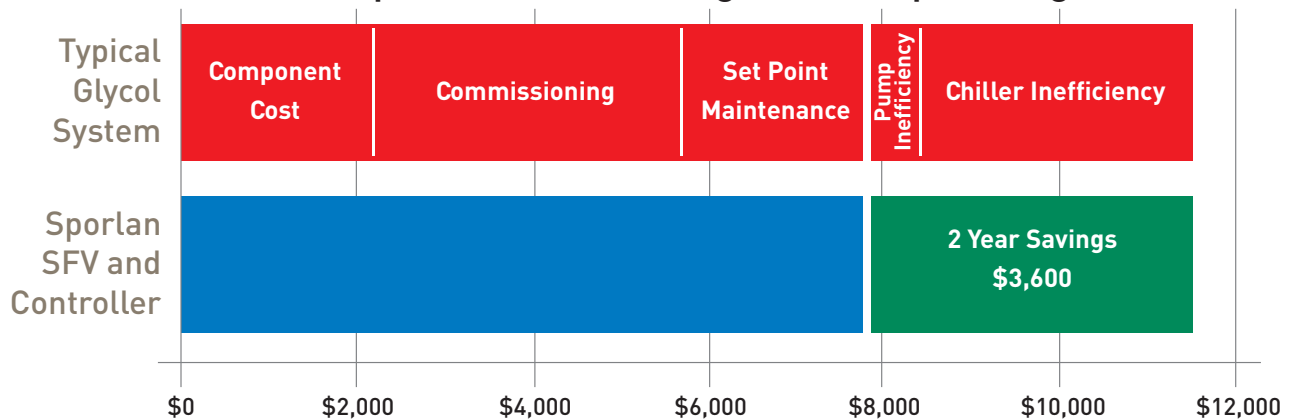 Typical
Glycol
System
Component
Cost
Commissioning
Set Point
Maintenance
Pump
Inefficiency
Chiller Inefficiency
Sporlan
SFV and
Controller
2 Year Savings
$3,600
$0 $2,000 $4,000 $6,000 $8,000 $10,000 $12,000